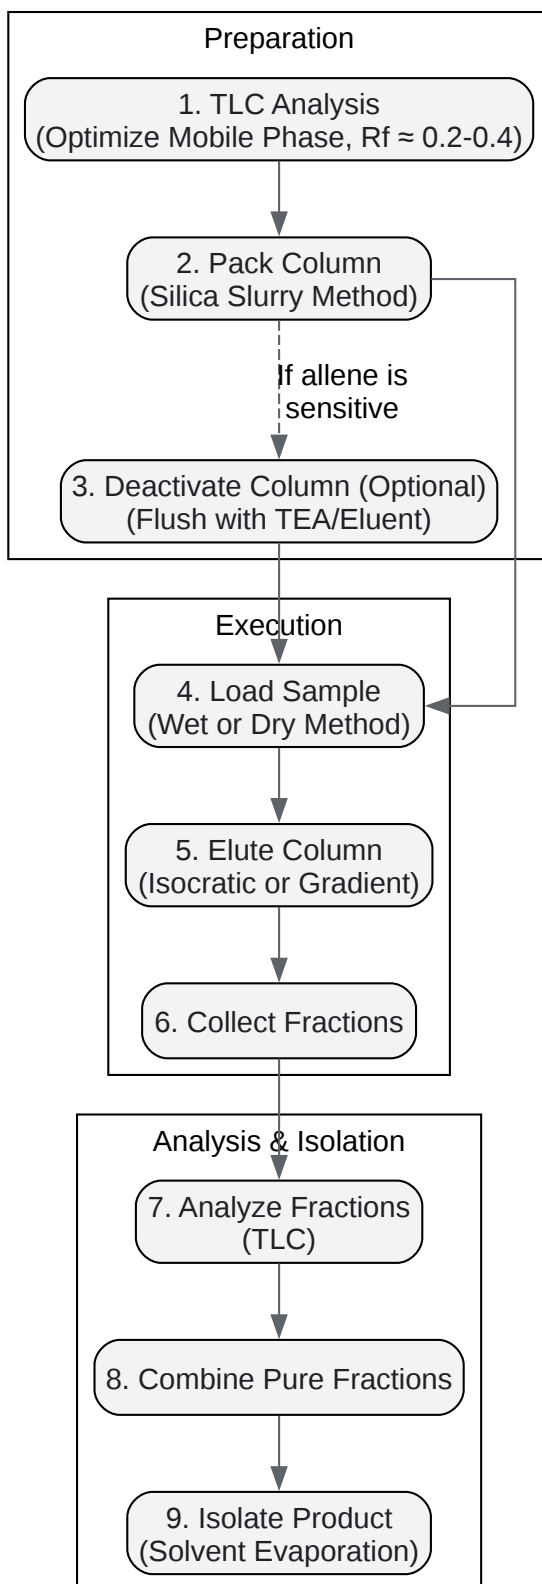 Preparation
1. TLC Analysis
(Optimize Mobile Phase, Rf ≈ 0.2-0.4)
2. Pack Column
(Silica Slurry Method)
If allene is
sensitive
3. Deactivate Column (Optional)
(Flush with TEA/Eluent)
Execution
4. Load Sample
(Wet or Dry Method)
5. Elute Column
(Isocratic or Gradient)
6. Collect Fractions
Analysis & Isolation
7. Analyze Fractions
(TLC)
8. Combine Pure Fractions
9. Isolate Product
(Solvent Evaporation)